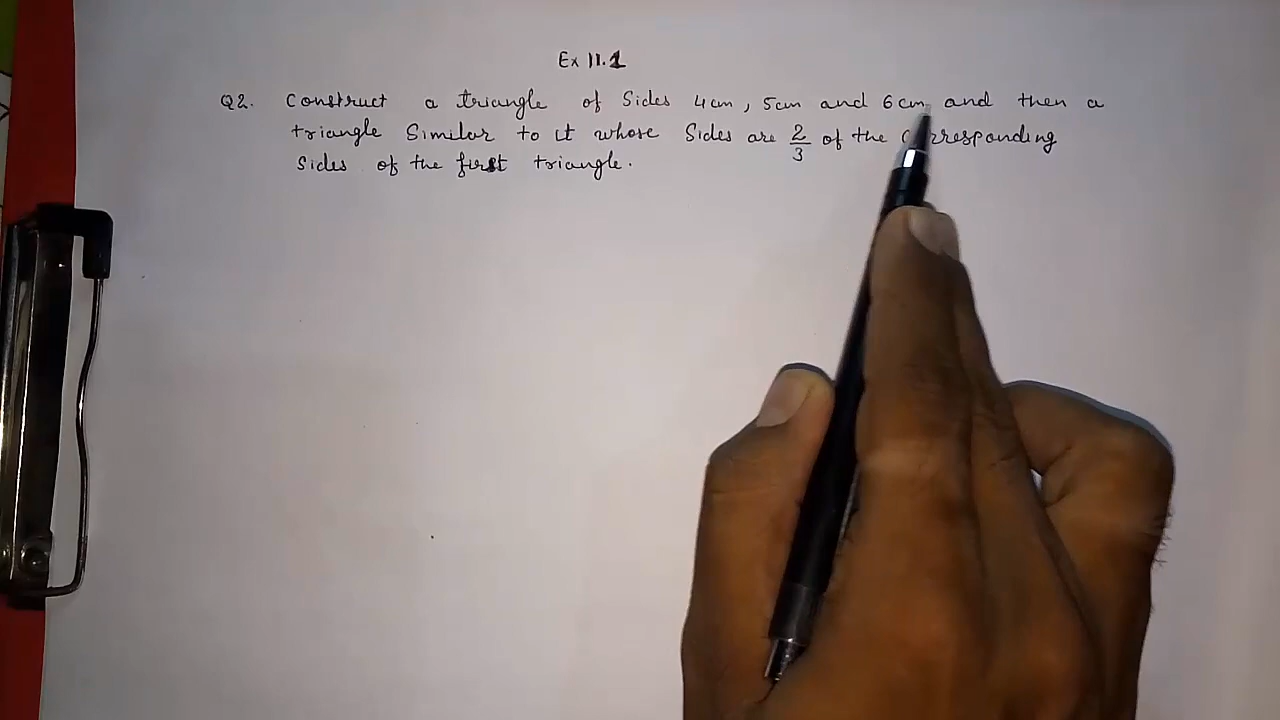 Ex 11.1
Q2. Construct a triangle of Sides 4cm, 5cm and 6cm and then a
triangle Similar to it whose Sides are 2/3 of the Corresponding
Sides of the first triangle.